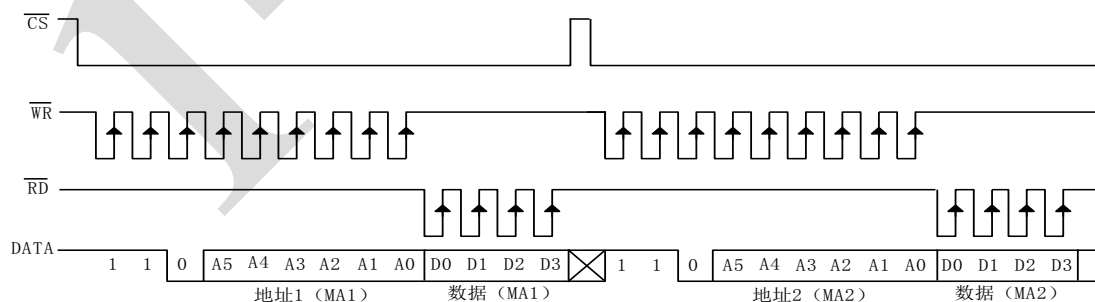 CS
WR
RD
DATA
1 1 0 A5 A4 A3 A2 A1 A0 D0 D1 D2 D3 1 1 0 A5 A4 A3 A2 A1 A0 D0 D1 D2 D3
地址1（MA1） 数据（MA1） 地址2（MA2） 数据（MA2）